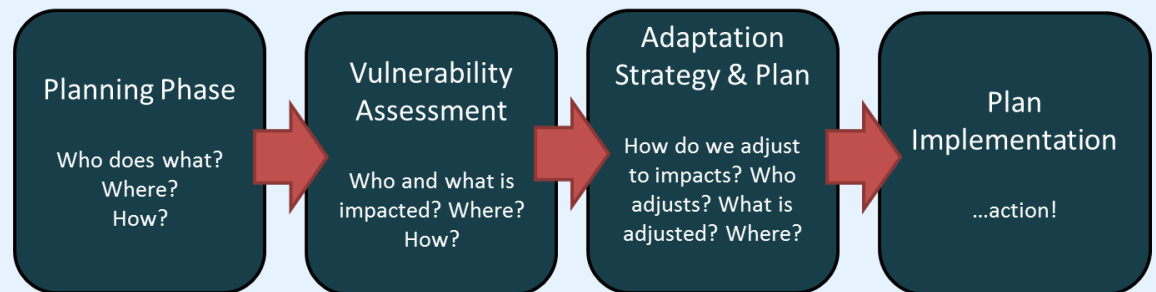 Planning Phase
Who does what?
Where?
How?
Vulnerability
Assessment
Who and what is
impacted? Where?
How?
Adaptation
Strategy & Plan
How do we adjust
to impacts? Who
adjusts? What is
adjusted? Where?
Plan
Implementation
...action!